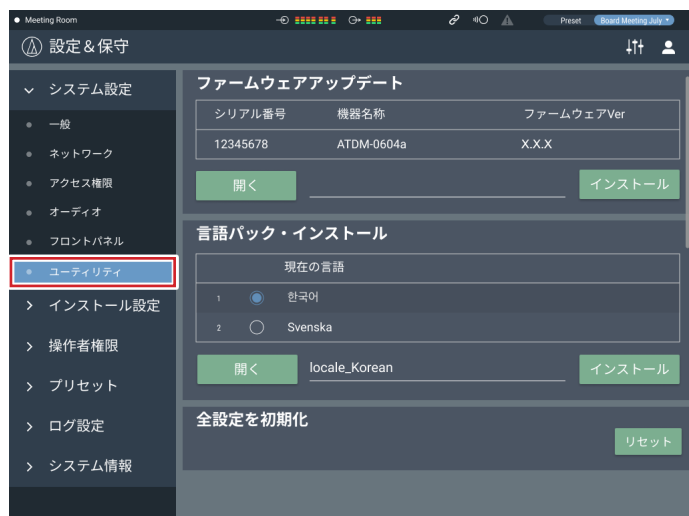 Meeting Room
Preset Board Meeting July
設定＆保守
システム設定
一般
ネットワーク
アクセス権限
オーディオ
フロントパネル
ユーティリティ
インストール設定
操作者権限
プリセット
ログ設定
システム情報
ファームウェアアップデート
シリアル番号 機器名称 ファームウェアVer
12345678 ATDM-0604a X.X.X
開く インストール
言語パック・インストール
現在の言語
1 한국어
2 Svenska
開く locale_Korean インストール
全設定を初期化
リセット